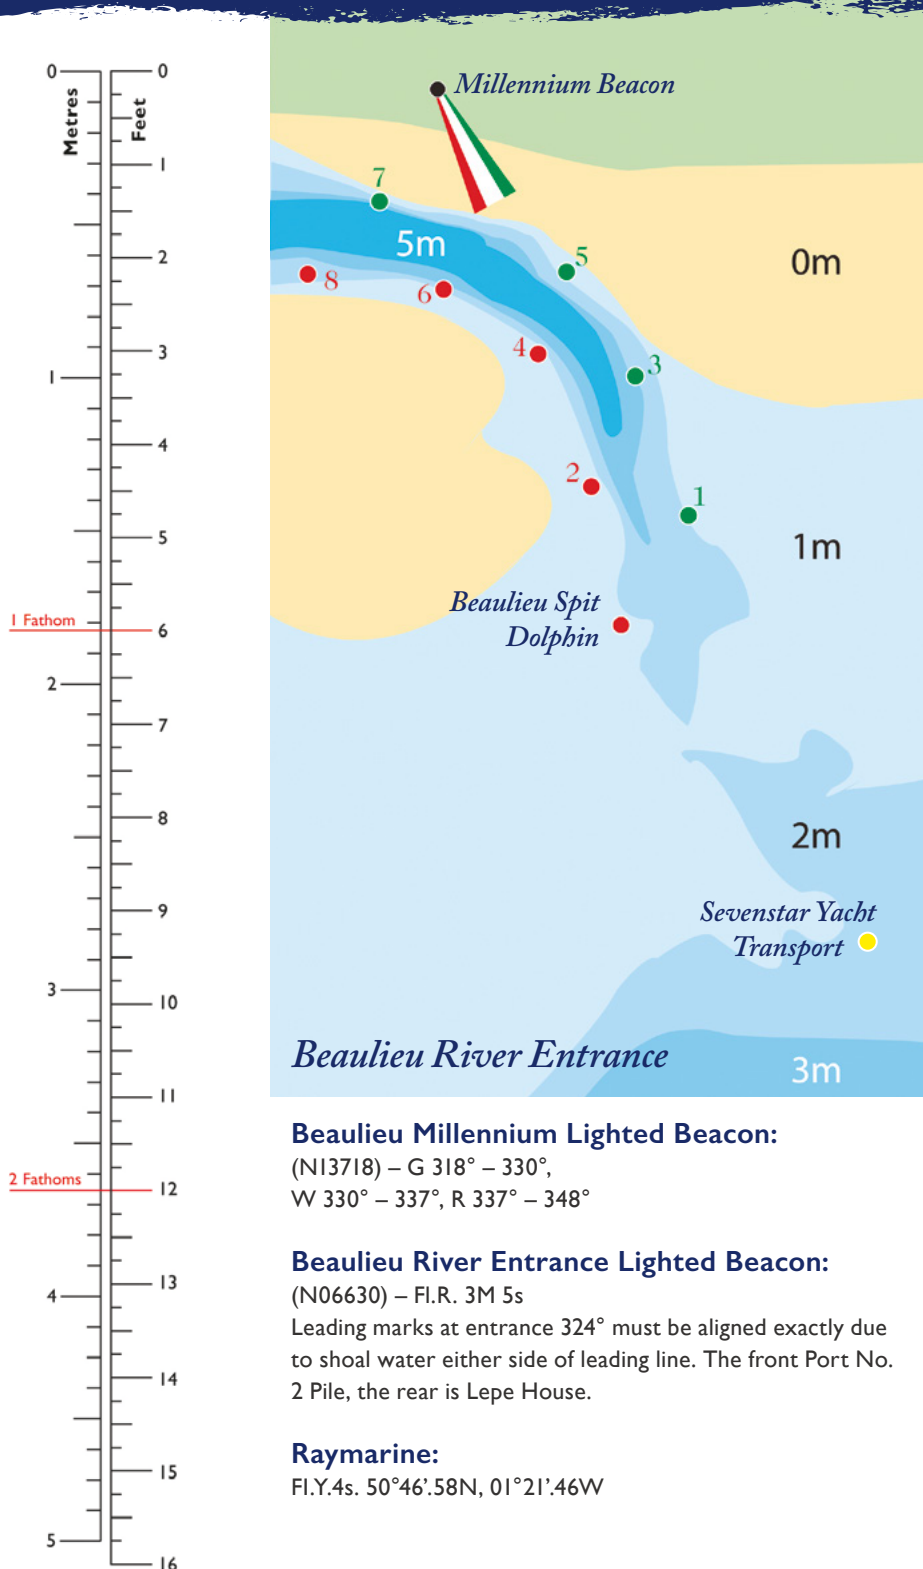 Metres
Feet
0
1
2
3
4
5
0
1
2
3
4
5
6
7
8
9
10
11
12
13
14
15
16
1 Fathom
2 Fathoms
Millennium Beacon
7
5m
5
0m
8
6
4
3
2
1
1m
Beaulieu Spit
Dolphin
2m
Sevenstar Yacht
Transport
Beaulieu River Entrance
3m
Beaulieu Millennium Lighted Beacon:
(N13718) – G 318° – 330°,
W 330° – 337°, R 337° – 348°
Beaulieu River Entrance Lighted Beacon:
(N06630) – Fl.R. 3M 5s
Leading marks at entrance 324° must be aligned exactly due
to shoal water either side of leading line. The front Port No.
2 Pile, the rear is Lepe House.
Raymarine:
Fl.Y.4s. 50°46’.58N, 01°21’.46W